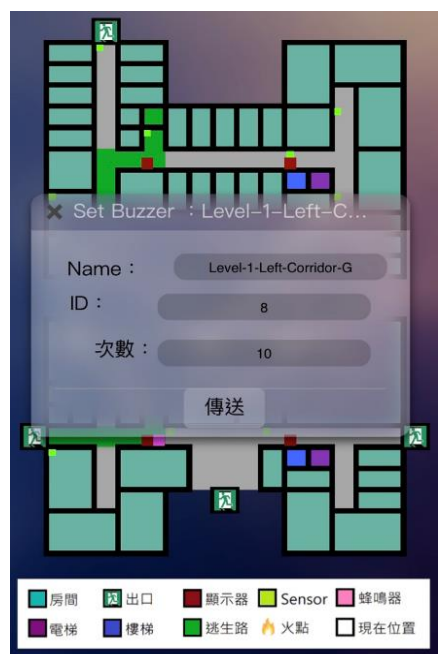 ✖ Set Buzzer ：Level-1-Left-C...
Name： Level-1-Left-Corridor-G
ID： 8
次數： 10
傳送
房間 出口 顯示器 Sensor 蜂鳴器
電梯 樓梯 逃生路 火點 現在位置